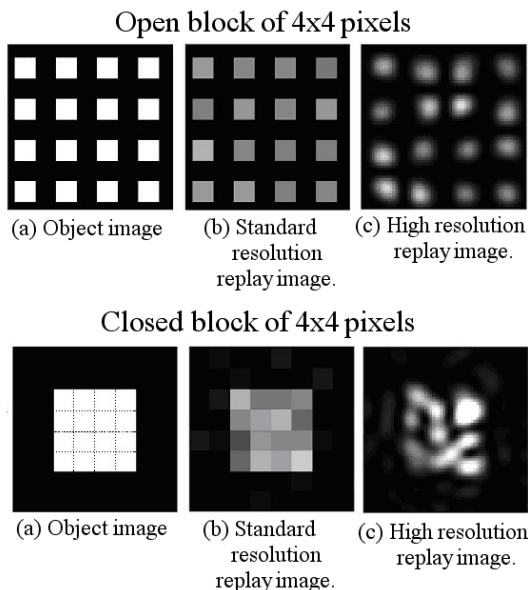 Open block of 4x4 pixels
(a) Object image
(b) Standard
resolution
replay image.
(c) High resolution
replay image.
Closed block of 4x4 pixels
(a) Object image
(b) Standard
resolution
replay image.
(c) High resolution
replay image.